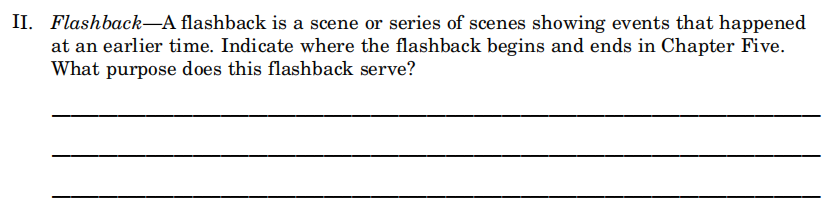 II. Flashback—A flashback is a scene or series of scenes showing events that happened
at an earlier time. Indicate where the flashback begins and ends in Chapter Five.
What purpose does this flashback serve?